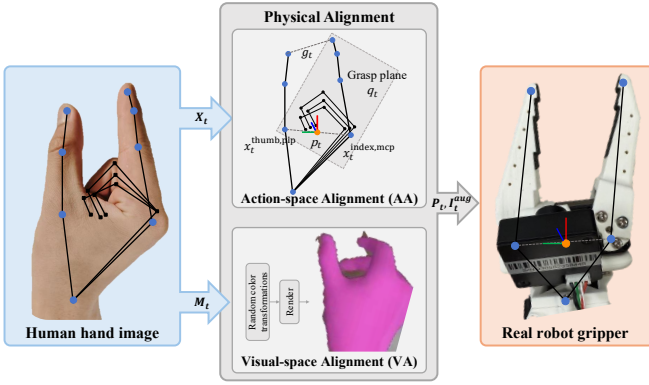 Physical Alignment
g_t
Grasp plane
q_t
X_t
x_t^{thumb,pip}
p_t
x_t^{index,mcp}
Action-space Alignment (AA)
P_t, I_t^{aug}
Random color
transformations
Render
M_t
Human hand image
Visual-space Alignment (VA)
Real robot gripper